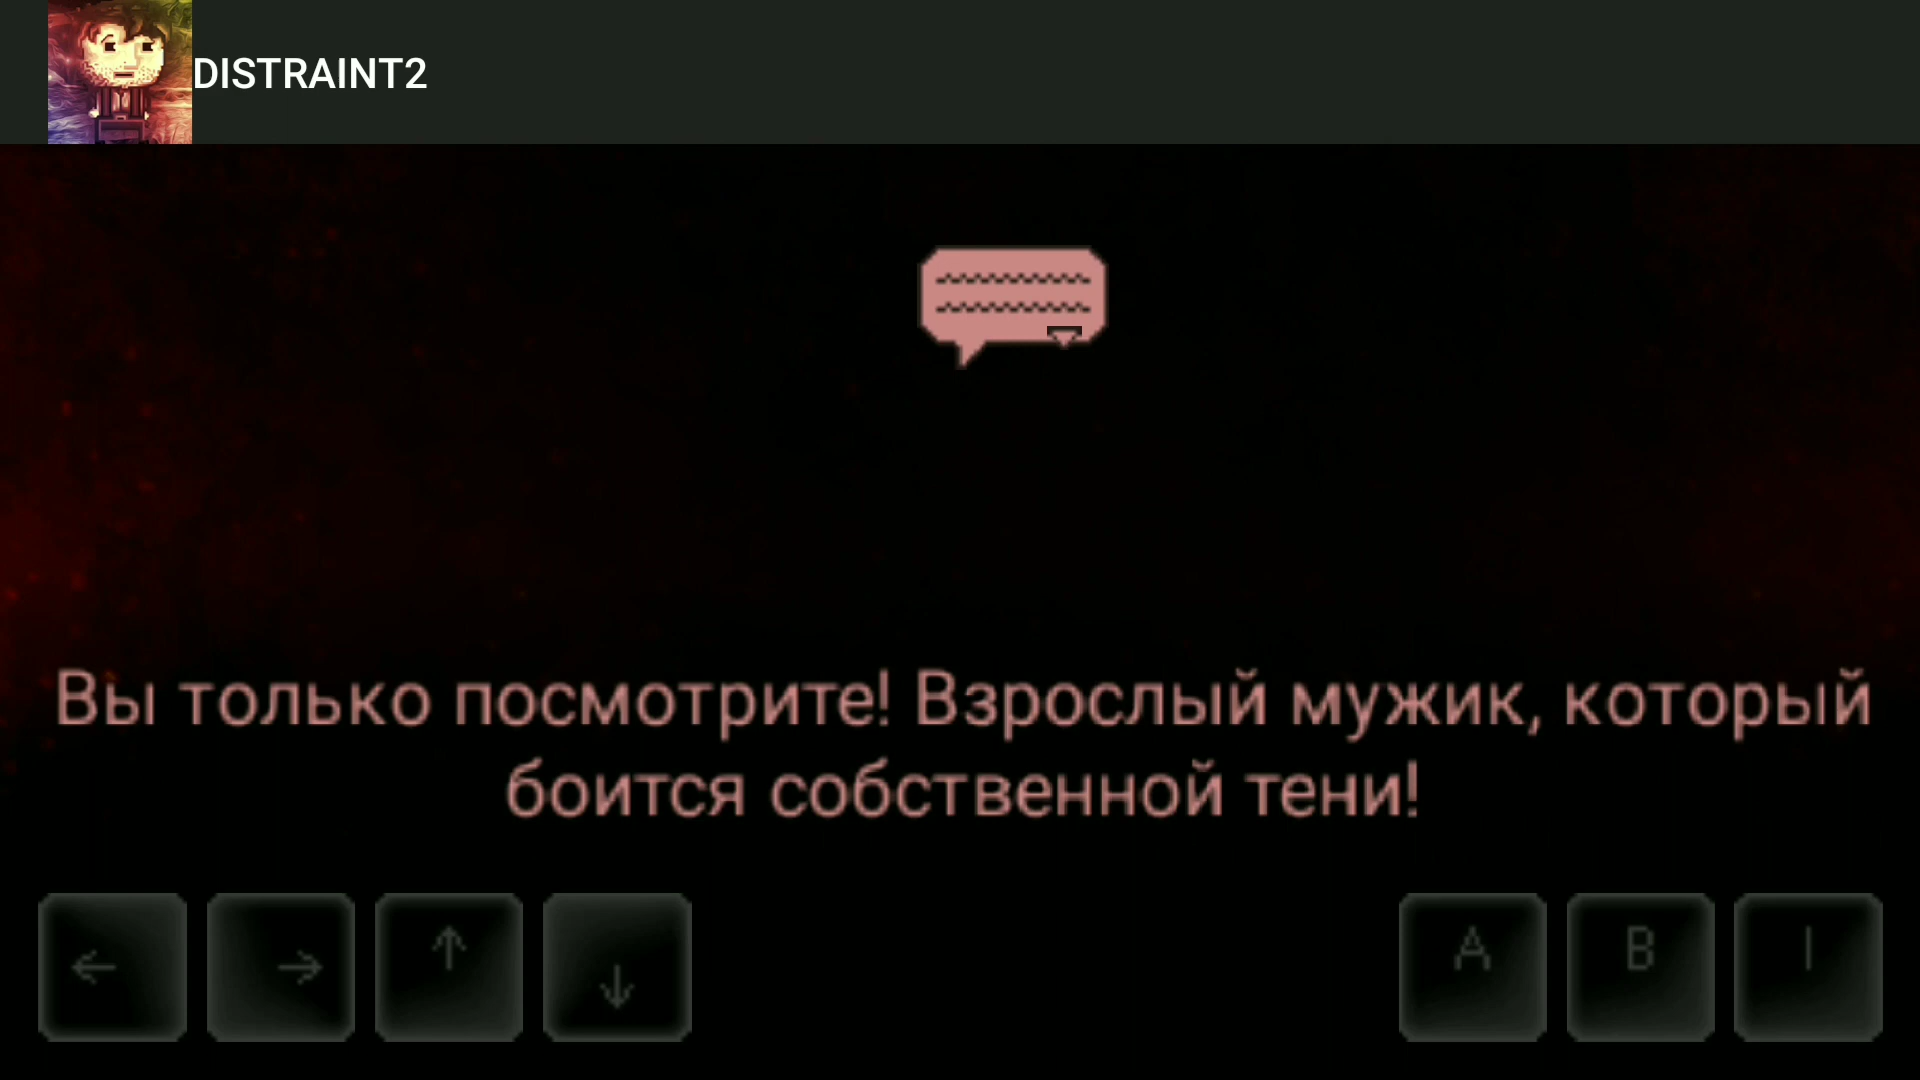 DISTRAINT2
Вы только посмотрите! Взрослый мужик, который
боится собственной тени!
← → ↑ ↓ A B I